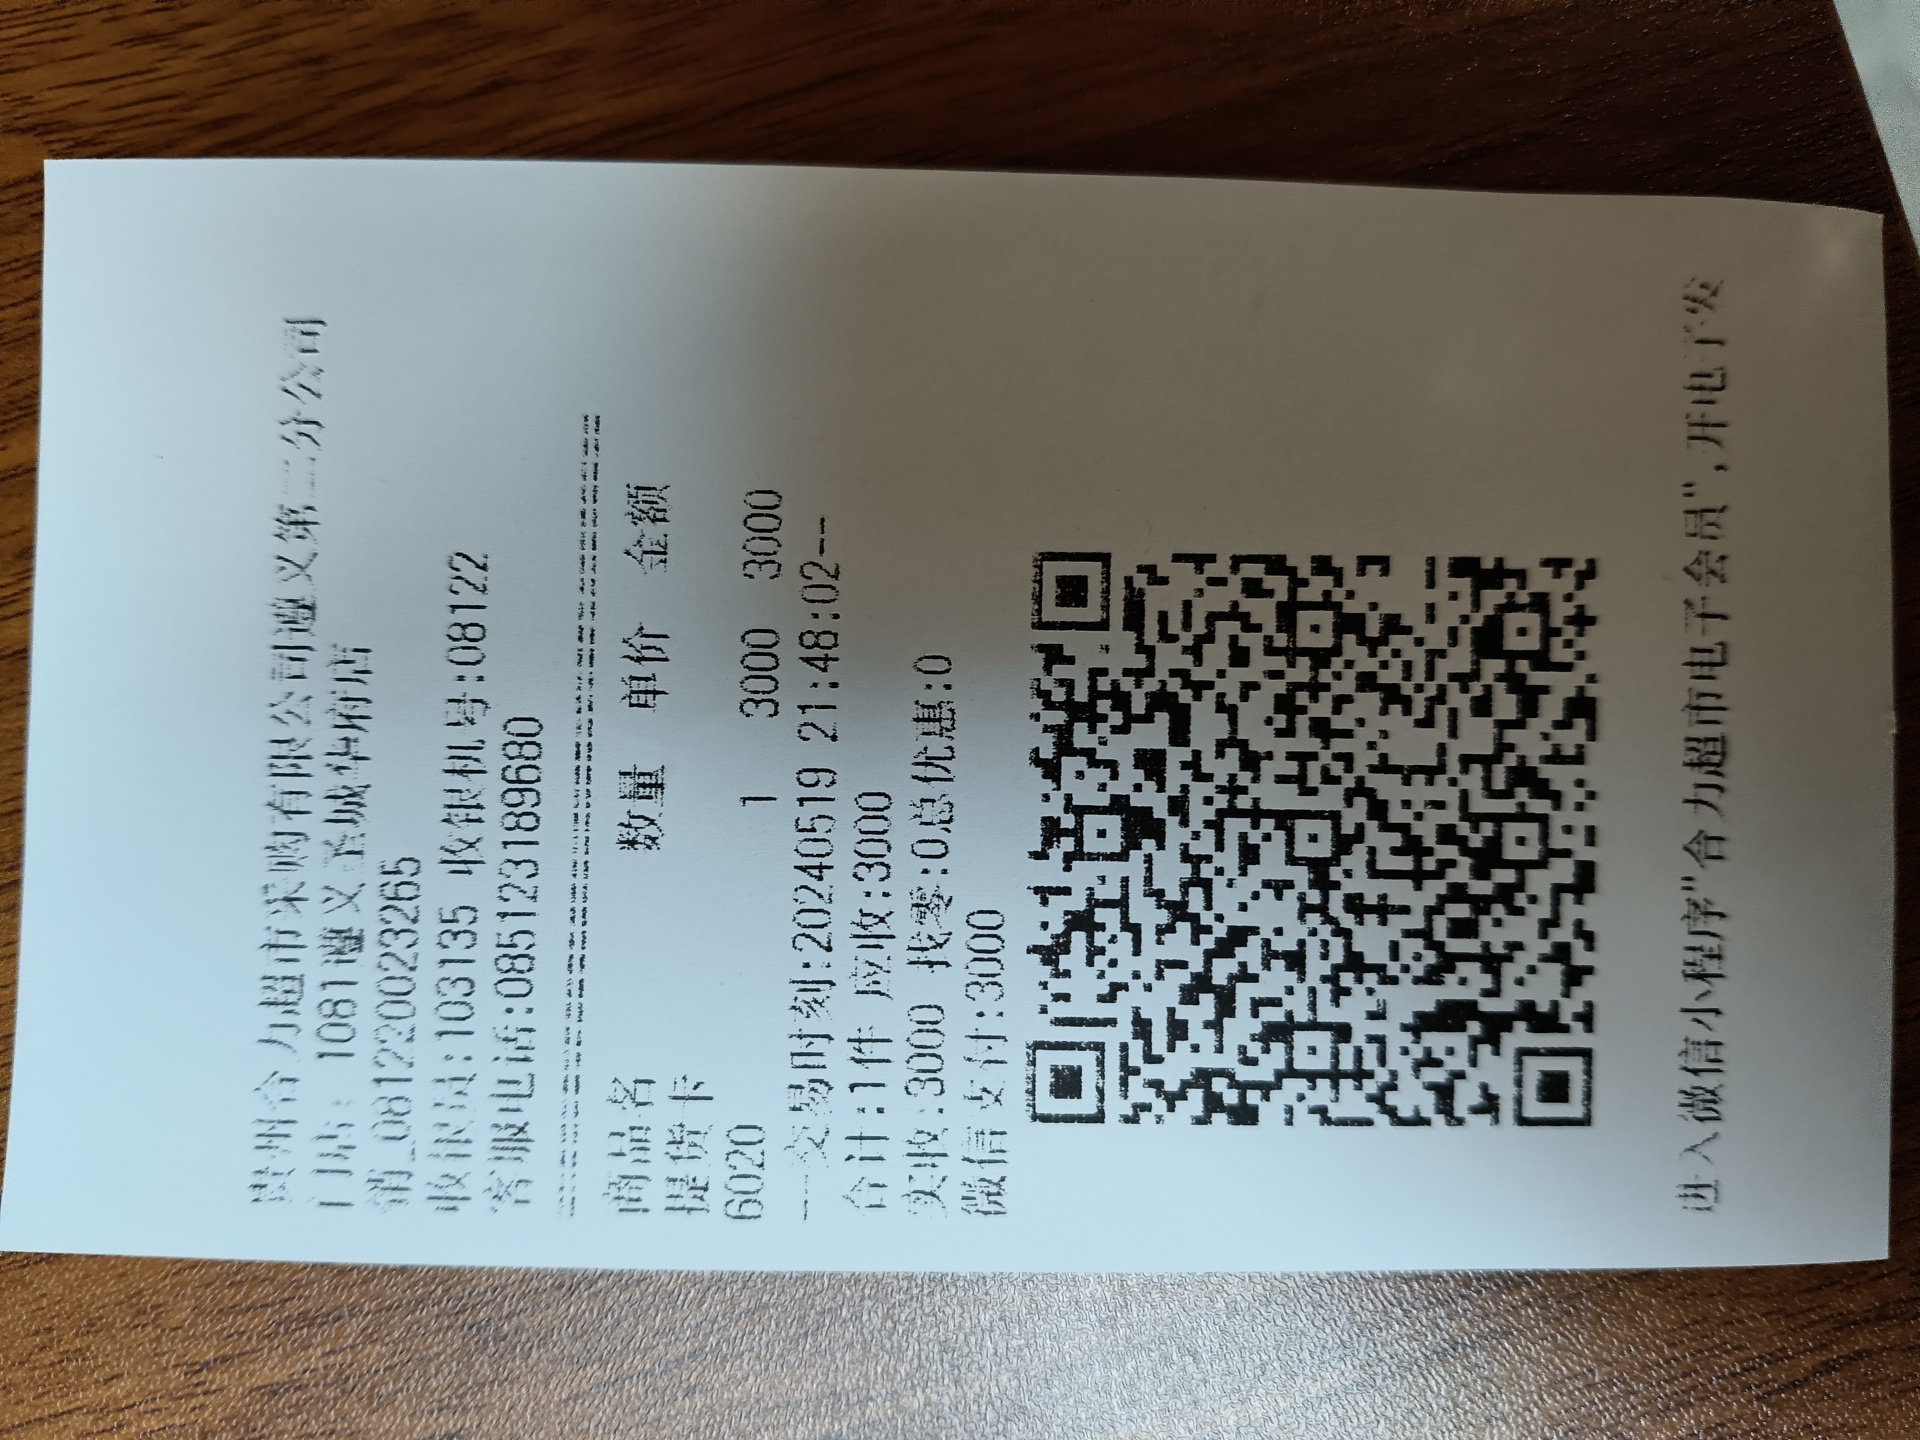 贵州合力超市采购有限公司遵义第二分公司
门店: 1081遵义圣城华府店
销_081220023265
收银员:103135 收银机号:08122
客服电话:085123189680
商品名 数量 单价 金额
提货卡
6020 1 3000 3000
---交易时刻:20240519 21:48:02--
合计:1件 应收:3000
实收:3000 找零:0总优惠:0
微信支付:3000
进入微信小程序"合力超市电子会员",开电子发